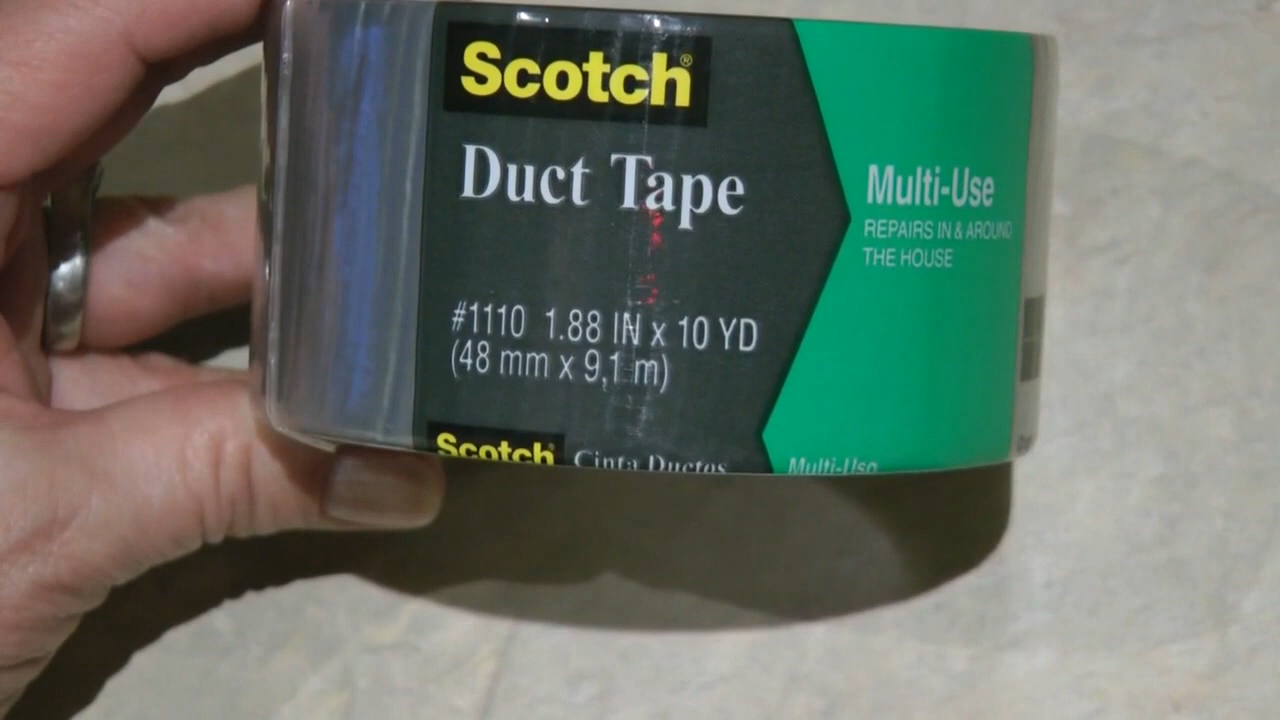 Scotch®
Duct Tape
Multi-Use
REPAIRS IN & AROUND
THE HOUSE
#1110 1.88 IN x 10 YD
(48 mm x 9,1 m)
Scotch
Cinta Ductos
Multi-Uso